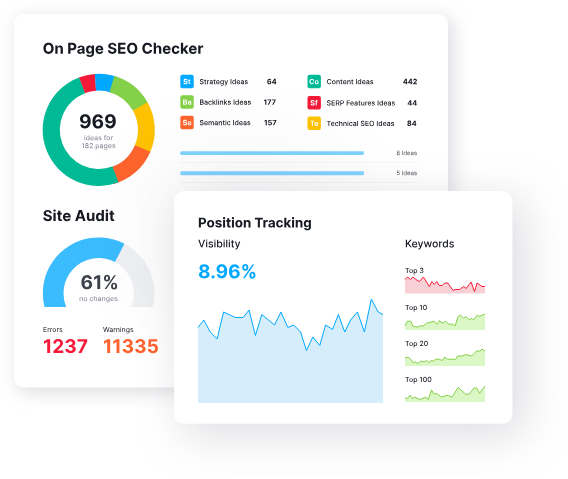 On Page SEO Checker
969
ideas for
182 pages
St Strategy Ideas 64
Ba Backlinks Ideas 177
Se Semantic Ideas 157
Co Content Ideas 442
Sf SERP Features Ideas 44
Te Technical SEO Ideas 84
8 Ideas
5 Ideas
Site Audit
61%
no changes
Errors
1237
Warnings
11335
Position Tracking
Visibility
8.96%
Keywords
Top 3
Top 10
Top 20
Top 100